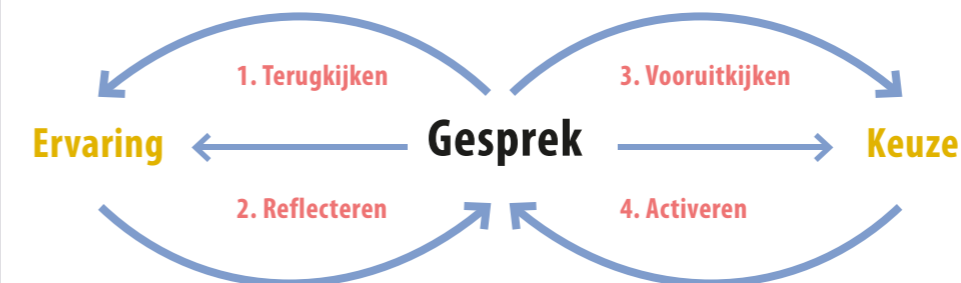 1. Terugkijken
3. Vooruitkijken
Ervaring
Gesprek
Keuze
2. Reflecteren
4. Activeren